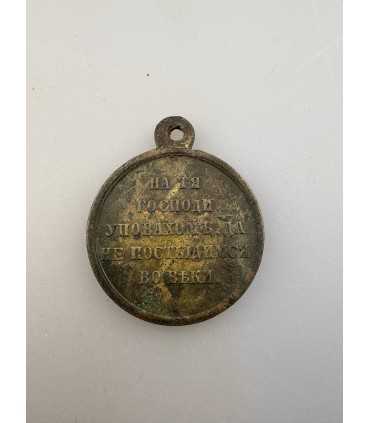 НА ТЯ
ГОСПОДИ
УПОВАХОМЪ, ДА
НЕ ПОСТЫДИМСЯ
ВО ВѢКИ